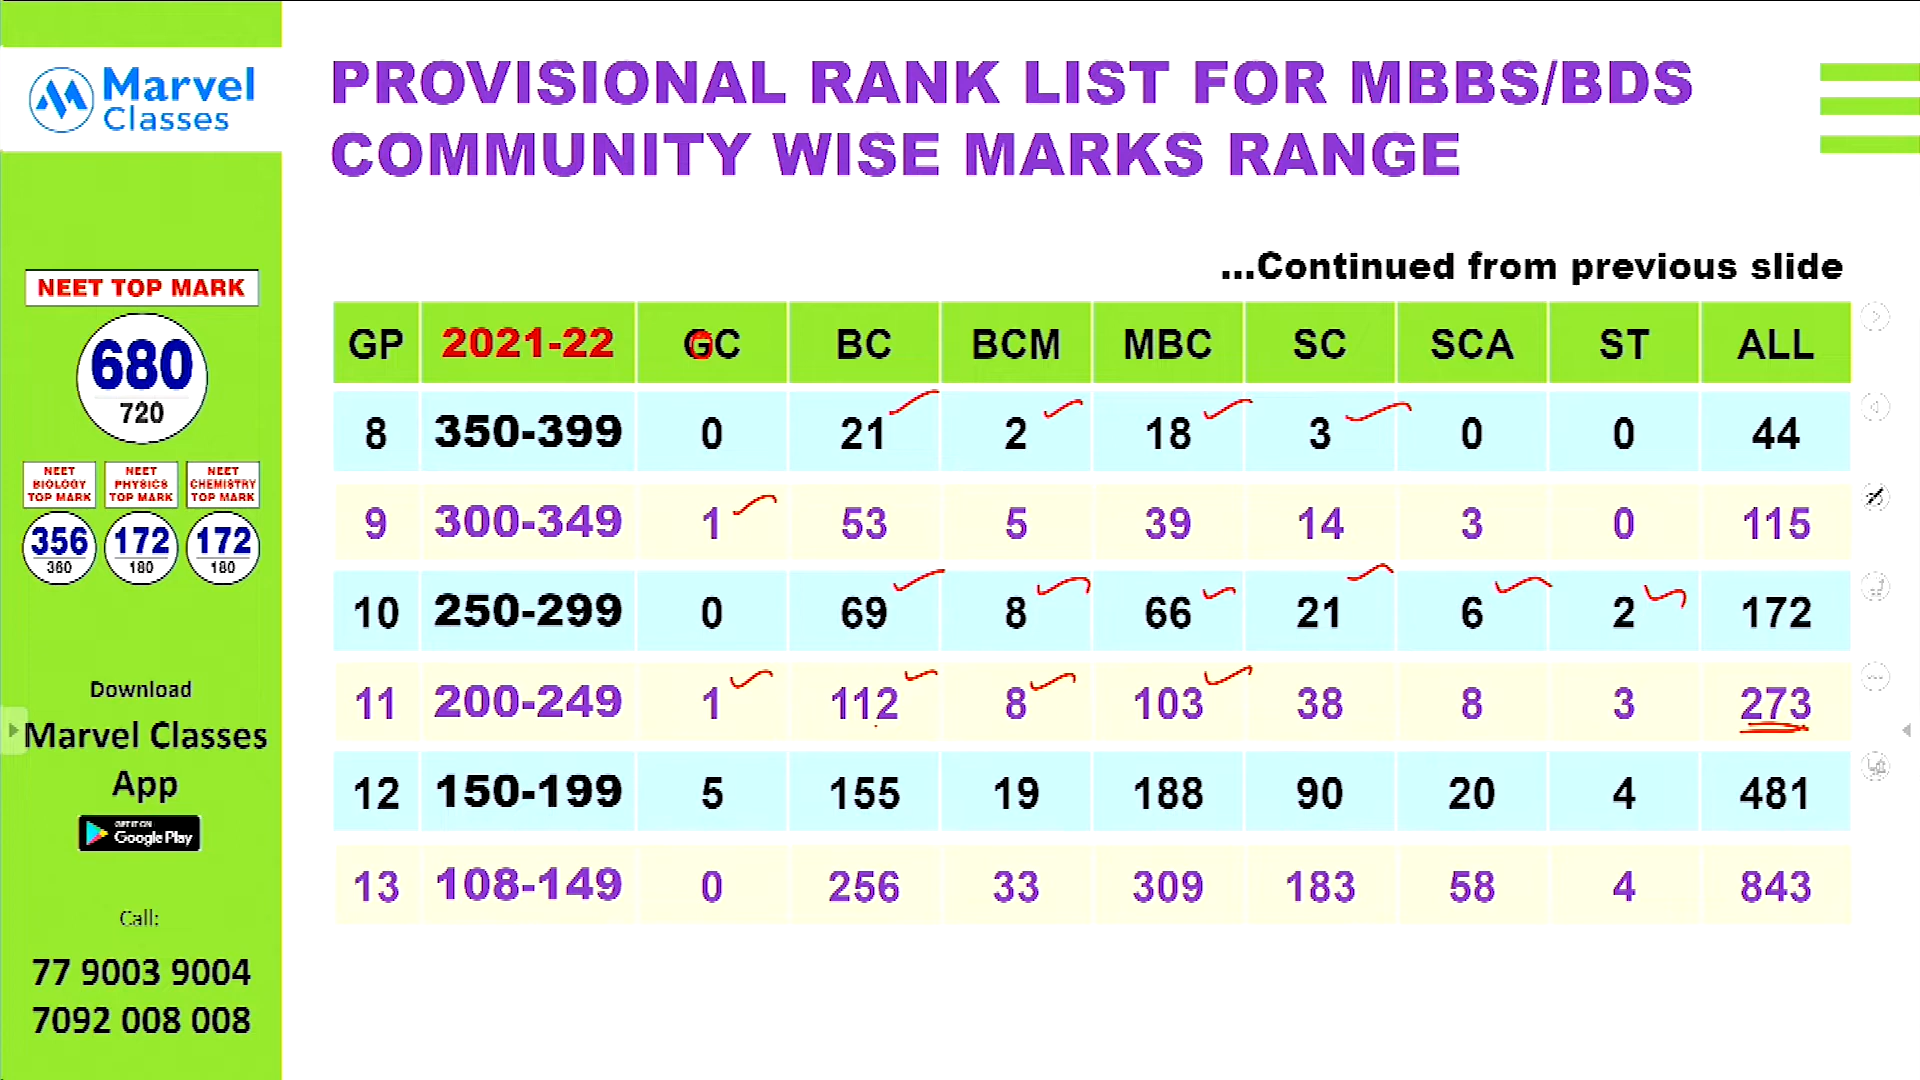 Marvel
Classes
PROVISIONAL RANK LIST FOR MBBS/BDS
COMMUNITY WISE MARKS RANGE
...Continued from previous slide
NEET TOP MARK
680
720
NEET BIOLOGY TOP MARK
356
360
NEET PHYSICS TOP MARK
172
180
NEET CHEMISTRY TOP MARK
172
180
Download
Marvel Classes
App
GET IT ON
Google Play
Call:
77 9003 9004
7092 008 008
GP 2021-22 GC BC BCM MBC SC SCA ST ALL
8 350-399 0 21 2 18 3 0 0 44
9 300-349 1 53 5 39 14 3 0 115
10 250-299 0 69 8 66 21 6 2 172
11 200-249 1 112 8 103 38 8 3 273
12 150-199 5 155 19 188 90 20 4 481
13 108-149 0 256 33 309 183 58 4 843